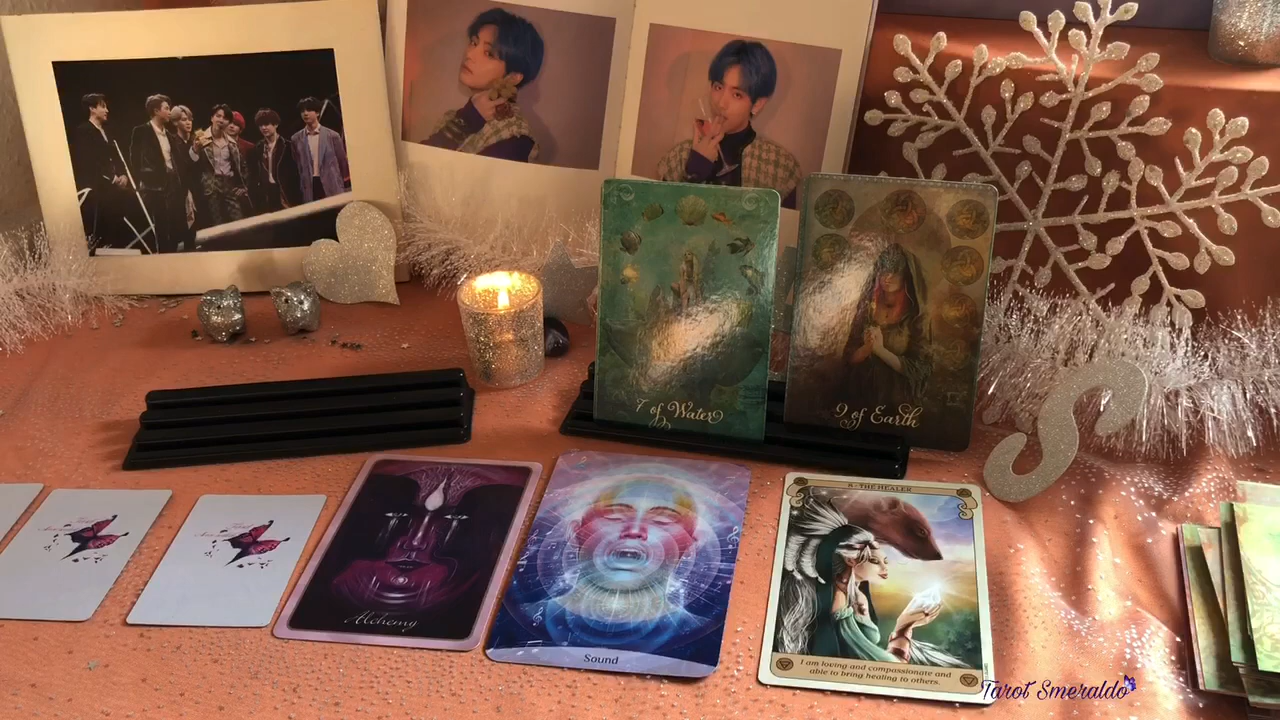 7 of Water
9 of Earth
Alchemy
Sound
8 - THE HEALER
I am loving and compassionate and
able to bring healing to others.
Tarot Smeraldo